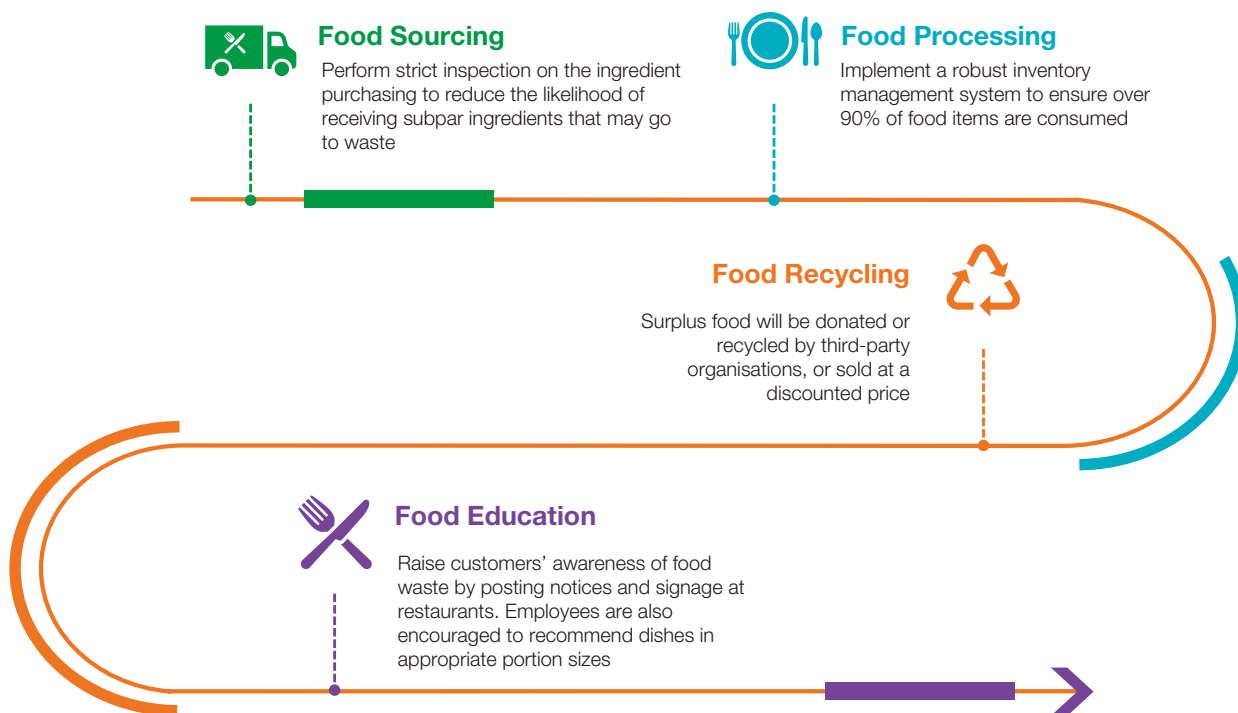 Food Sourcing
Perform strict inspection on the ingredient
purchasing to reduce the likelihood of
receiving subpar ingredients that may go
to waste
Food Processing
Implement a robust inventory
management system to ensure over
90% of food items are consumed
Food Recycling
Surplus food will be donated or
recycled by third-party
organisations, or sold at a
discounted price
Food Education
Raise customers’ awareness of food
waste by posting notices and signage at
restaurants. Employees are also
encouraged to recommend dishes in
appropriate portion sizes